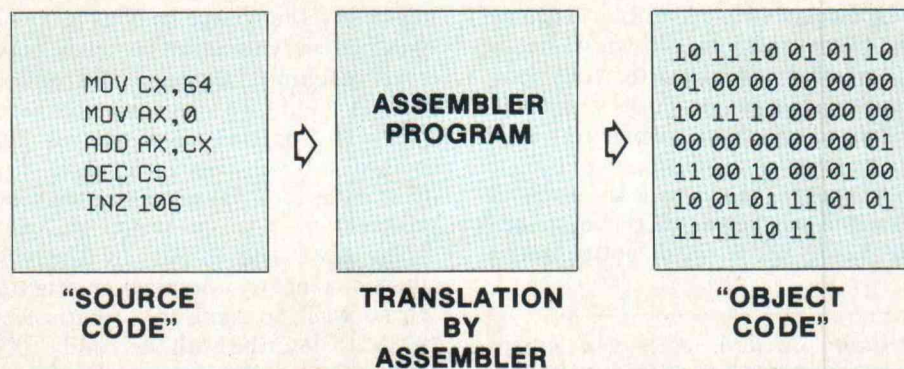 MOV CX,64
MOV AX,0
ADD AX,CX
DEC CS
INZ 106
"SOURCE
CODE"
ASSEMBLER
PROGRAM
TRANSLATION
BY
ASSEMBLER
10 11 10 01 01 10
01 00 00 00 00 00
10 11 10 00 00 00
00 00 00 00 00 01
11 00 10 00 01 00
10 01 01 11 01 01
11 11 10 11
"OBJECT
CODE"